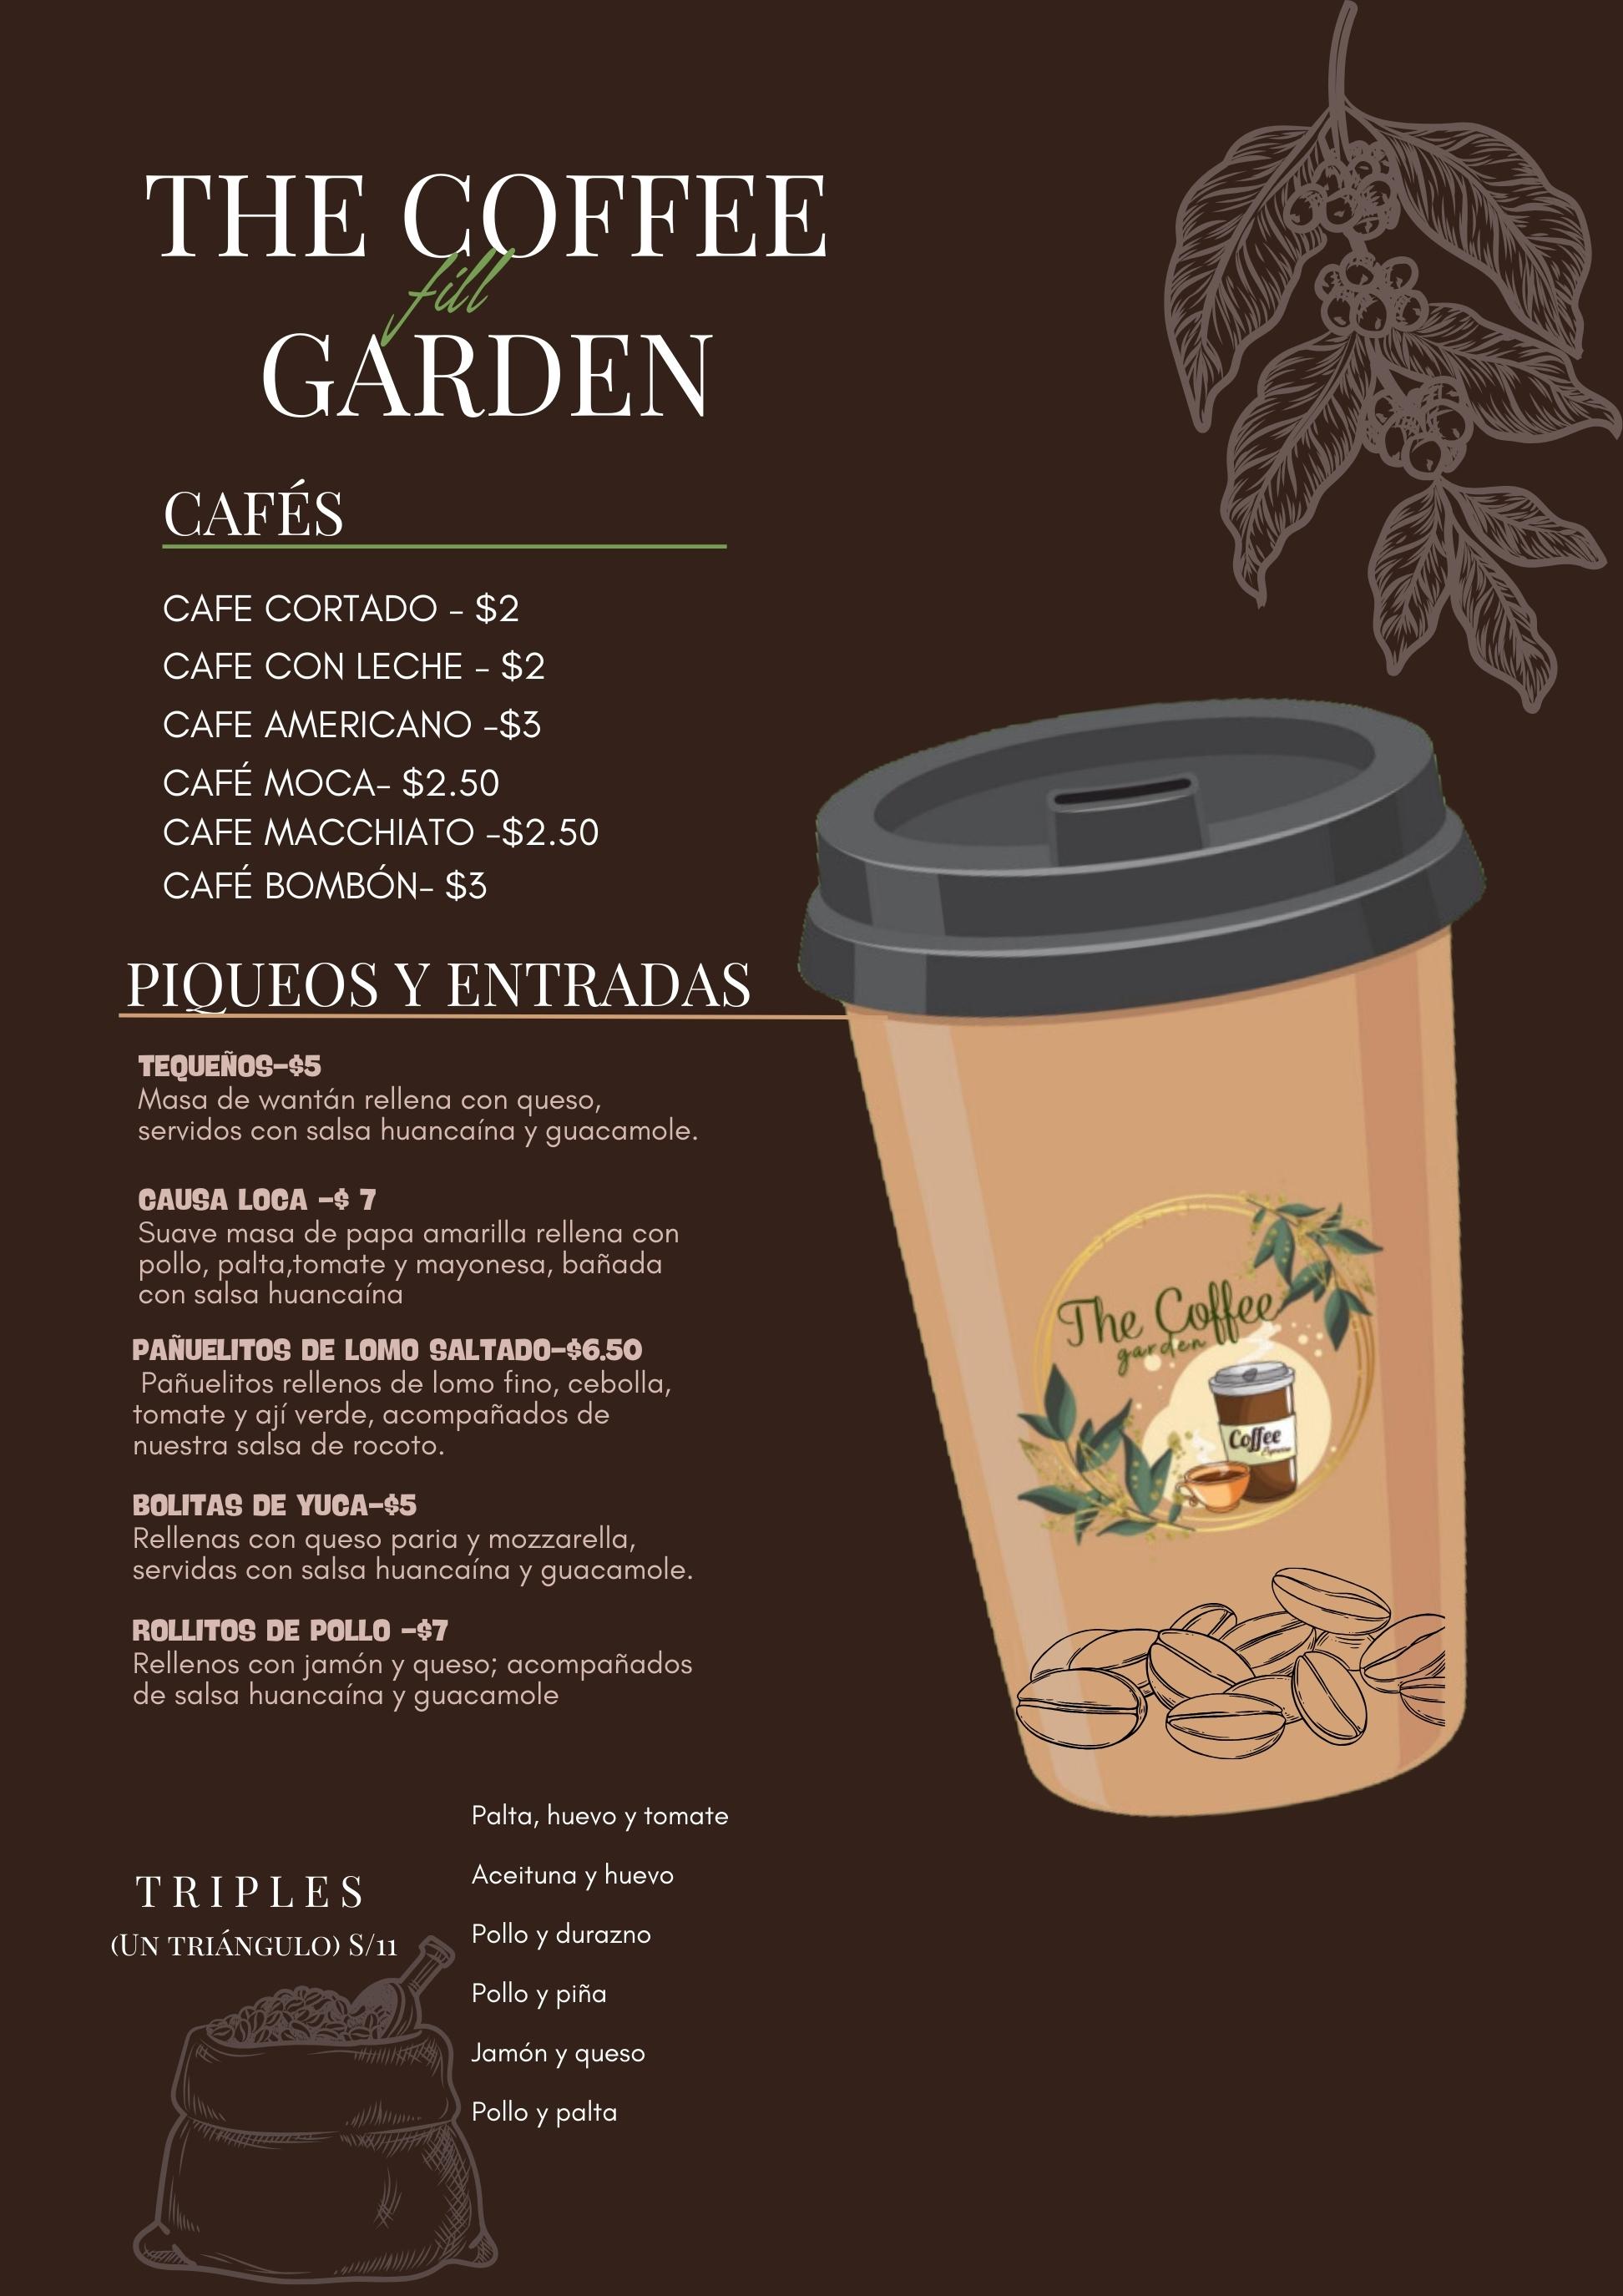 THE COFFEE
fill
GARDEN
CAFÉS
CAFE CORTADO - $2
CAFE CON LECHE - $2
CAFE AMERICANO -$3
CAFÉ MOCA- $2.50
CAFE MACCHIATO -$2.50
CAFÉ BOMBÓN- $3
PIQUEOS Y ENTRADAS
TEQUEÑOS-$5
Masa de wantán rellena con queso,
servidos con salsa huancaína y guacamole.
CAUSA LOCA -$ 7
Suave masa de papa amarilla rellena con
pollo, palta,tomate y mayonesa, bañada
con salsa huancaína
PAÑUELITOS DE LOMO SALTADO-$6.50
Pañuelitos rellenos de lomo fino, cebolla,
tomate y ají verde, acompañados de
nuestra salsa de rocoto.
BOLITAS DE YUCA-$5
Rellenas con queso paria y mozzarella,
servidas con salsa huancaína y guacamole.
ROLLITOS DE POLLO -$7
Rellenos con jamón y queso; acompañados
de salsa huancaína y guacamole
The Coffee
garden
Coffee
TRIPLES
(UN TRIÁNGULO) S/11
Palta, huevo y tomate
Aceituna y huevo
Pollo y durazno
Pollo y piña
Jamón y queso
Pollo y palta